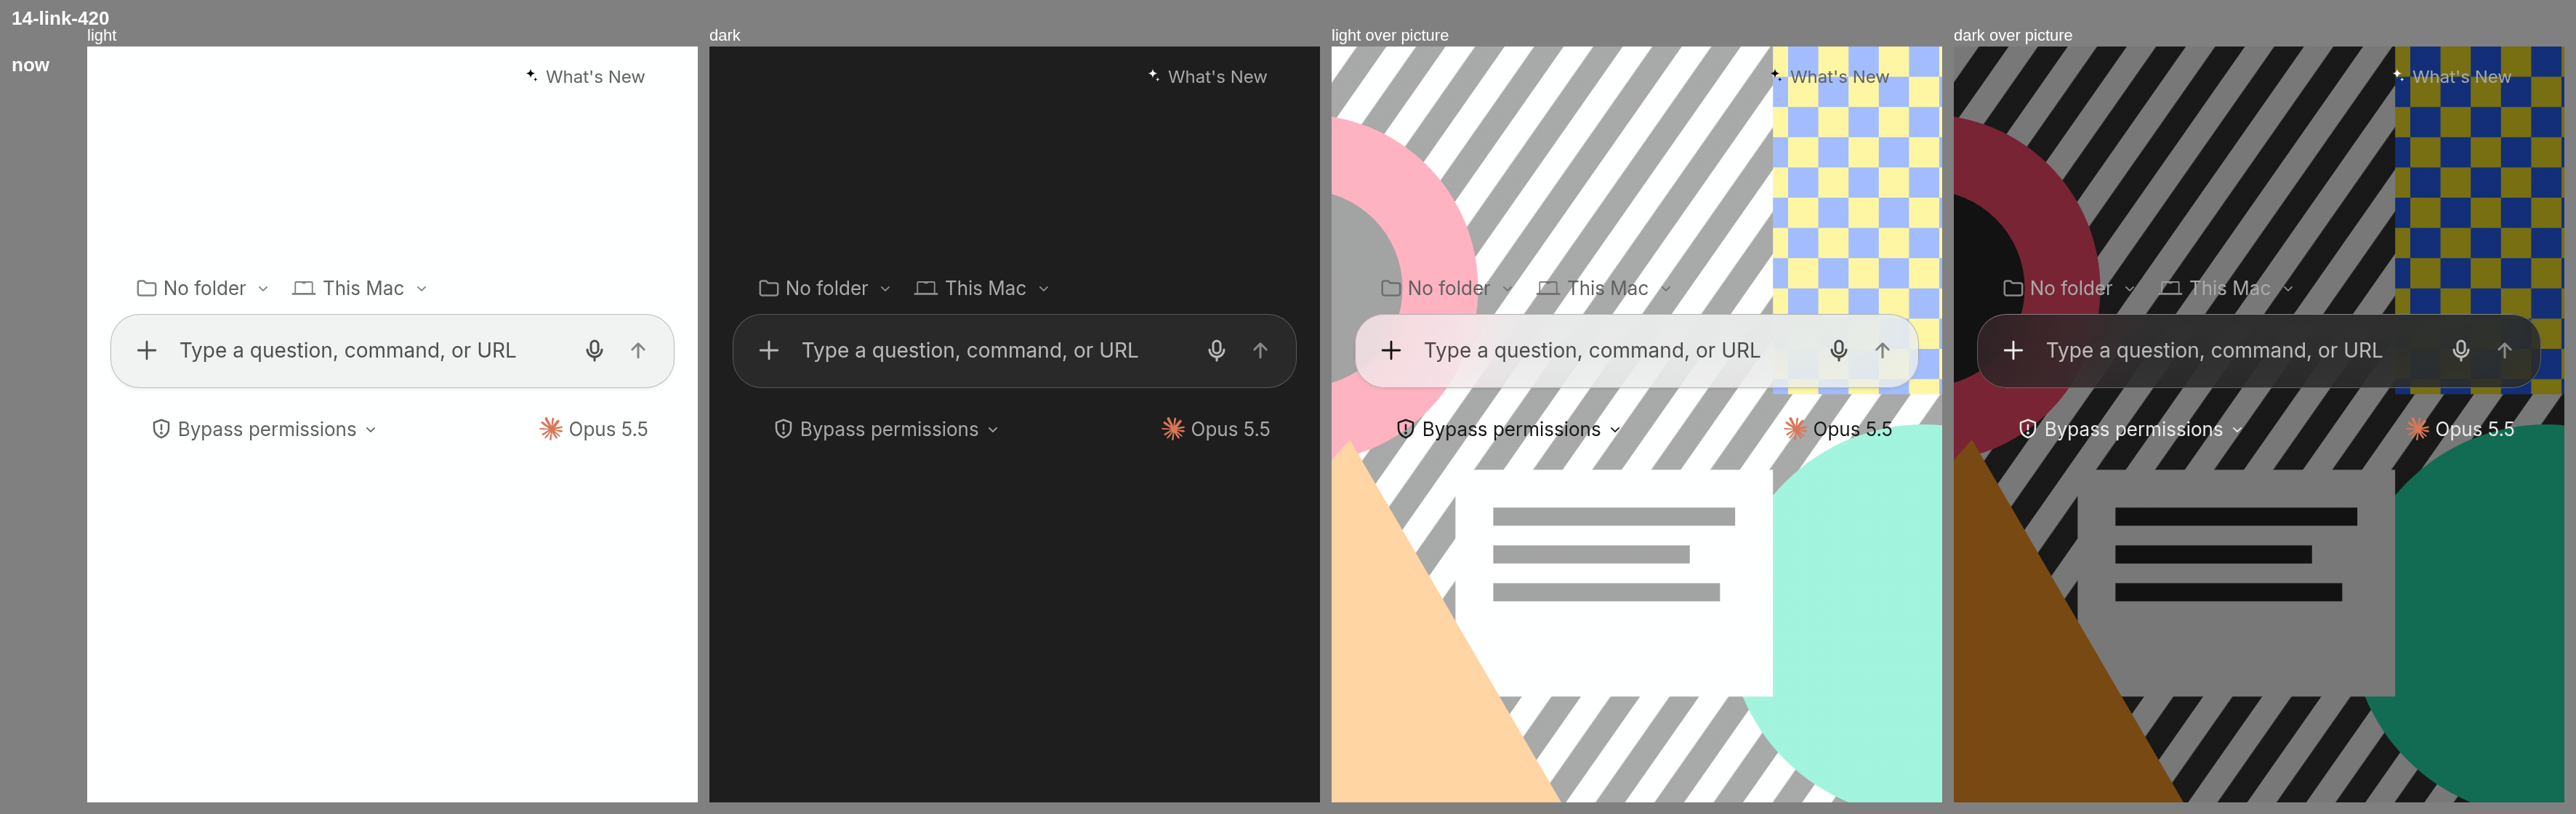 14-link-420
light
dark
light over picture
dark over picture
now
What's New
What's New
What's New
What's New
No folder
This Mac
No folder
This Mac
No folder
This Mac
No folder
This Mac
Type a question, command, or URL
Type a question, command, or URL
Type a question, command, or URL
Type a question, command, or URL
Bypass permissions
Opus 5.5
Bypass permissions
Opus 5.5
Bypass permissions
Opus 5.5
Bypass permissions
Opus 5.5